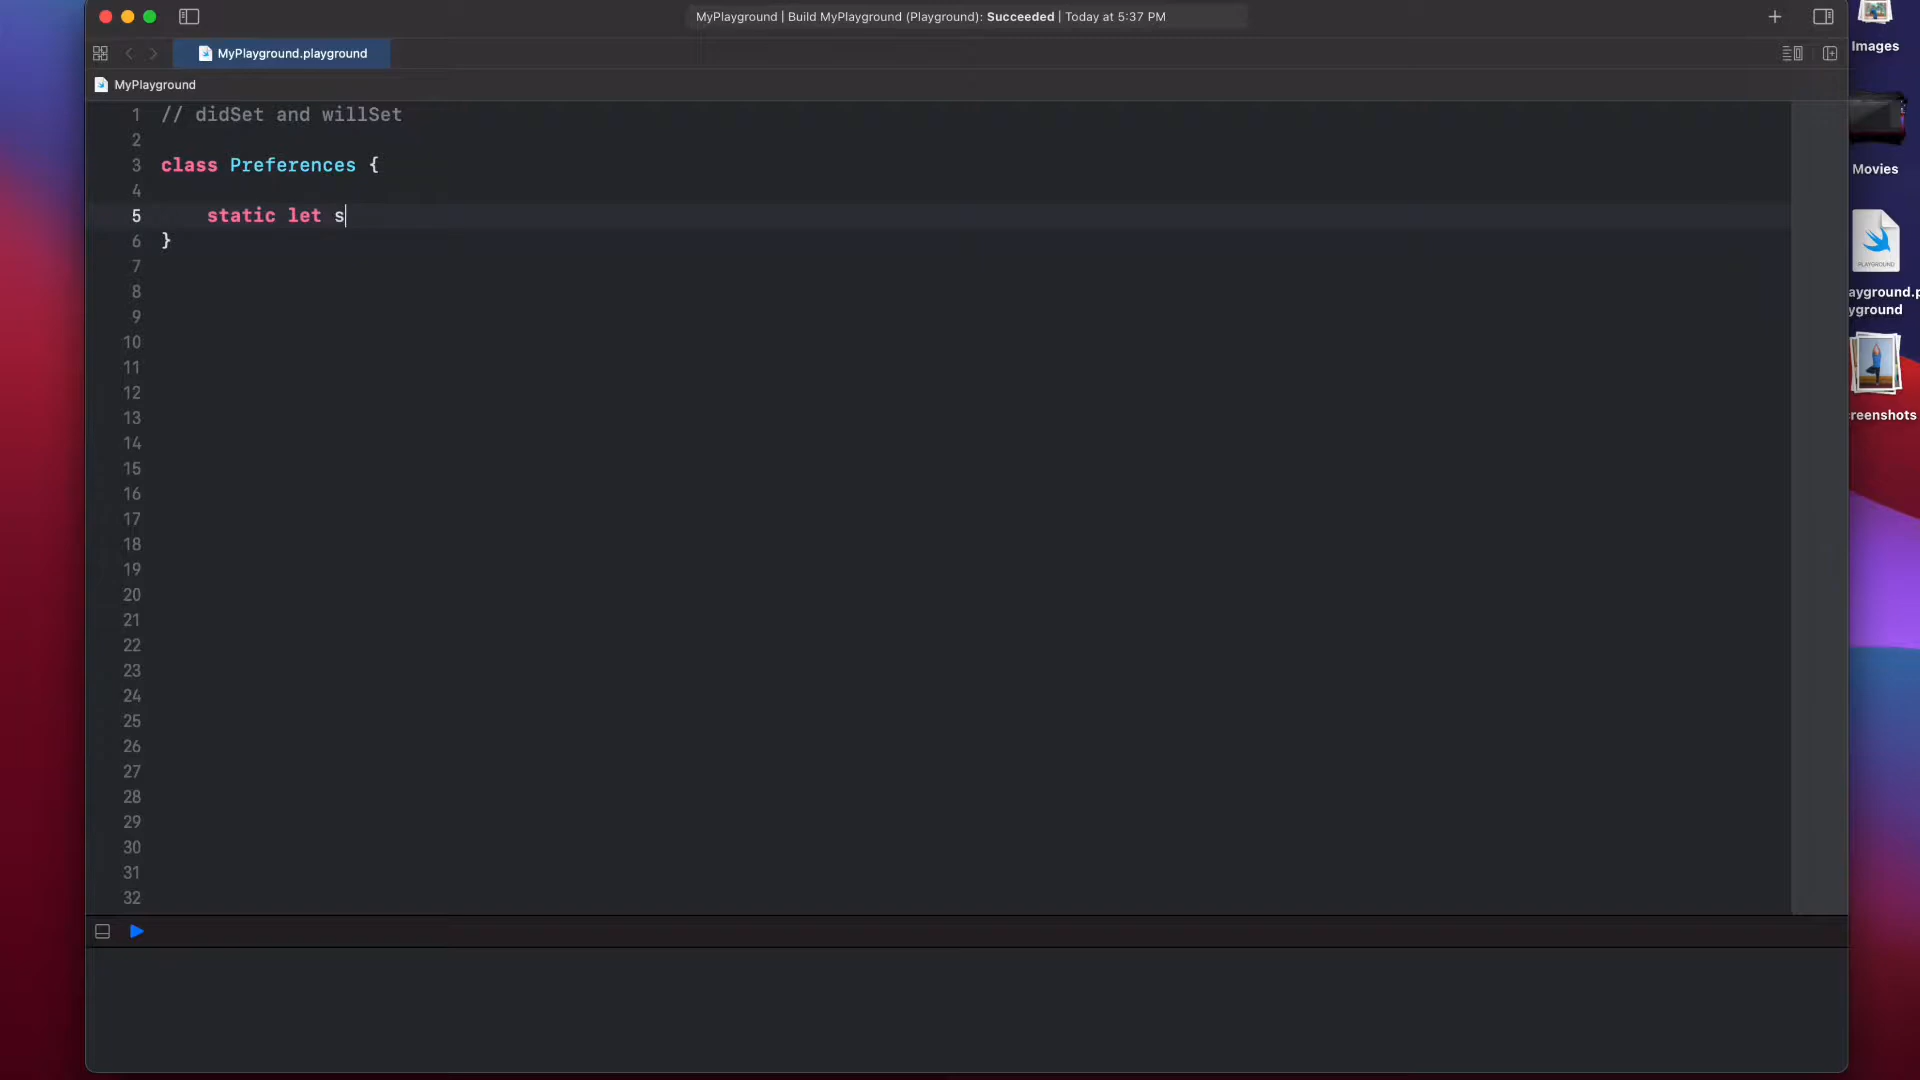 MyPlayground | Build MyPlayground (Playground): Succeeded | Today at 5:37 PM
MyPlayground.playground
MyPlayground
1 // didSet and willSet
2
3 class Preferences {
4
5 static let s
6 }
7
8
9
10
11
12
13
14
15
16
17
18
19
20
21
22
23
24
25
26
27
28
29
30
31
32
Images
Movies
PLAYGROUND
ayground.p
yground
reenshots